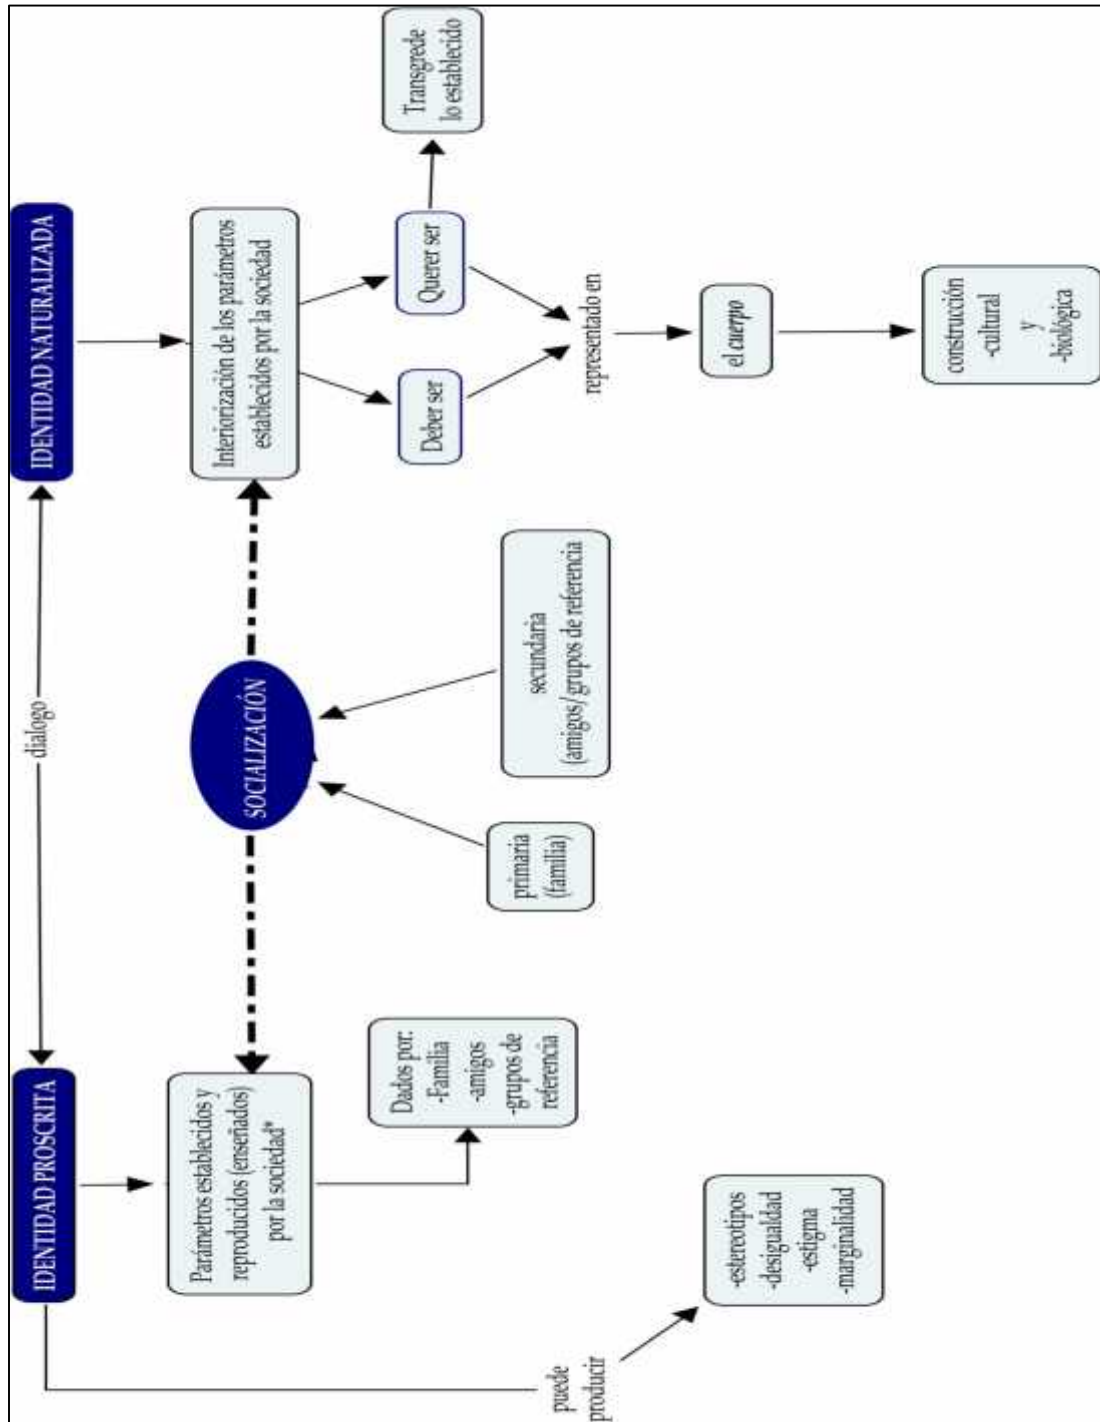 IDENTIDAD PROSCRITA
dialogo
IDENTIDAD NATURALIZADA
Parámetros establecidos y
reproducidos (enseñados)
por la sociedad*
SOCIALIZACIÓN
Interiorización de los parámetros
establecidos por la sociedad
Dados por:
-Familia
-amigos
-grupos de
referencia
Deber ser
Querer ser
Transgrede
lo establecido
primaria
(familia)
secundaria
(amigos/ grupos de referencia
representado en
puede
producir
-estereotipos
-desigualdad
-estigma
-marginalidad
el cuerpo
construcción
-cultural
y
-biológica